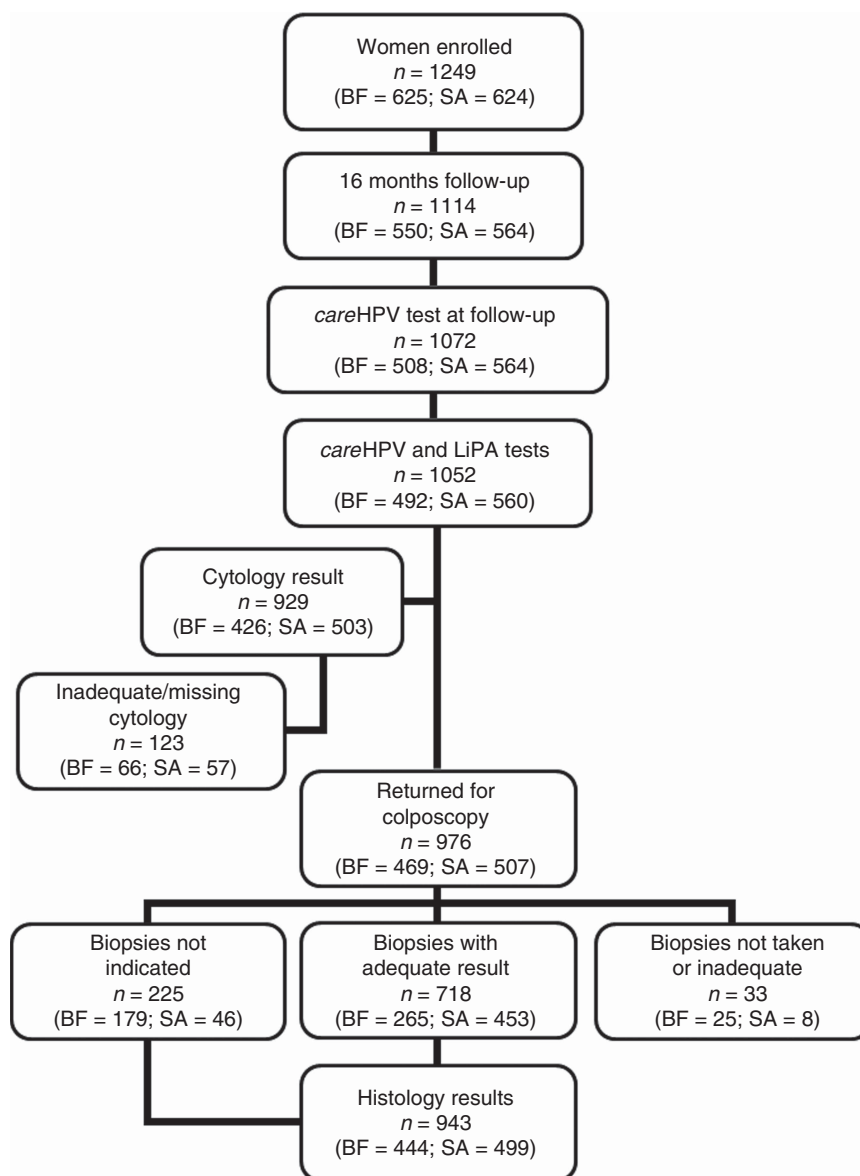 Women enrolled
n = 1249
(BF = 625; SA = 624)
16 months follow-up
n = 1114
(BF = 550; SA = 564)
careHPV test at follow-up
n = 1072
(BF = 508; SA = 564)
careHPV and LiPA tests
n = 1052
(BF = 492; SA = 560)
Cytology result
n = 929
(BF = 426; SA = 503)
Inadequate/missing
cytology
n = 123
(BF = 66; SA = 57)
Returned for
colposcopy
n = 976
(BF = 469; SA = 507)
Biopsies not
indicated
n = 225
(BF = 179; SA = 46)
Biopsies with
adequate result
n = 718
(BF = 265; SA = 453)
Biopsies not taken
or inadequate
n = 33
(BF = 25; SA = 8)
Histology results
n = 943
(BF = 444; SA = 499)